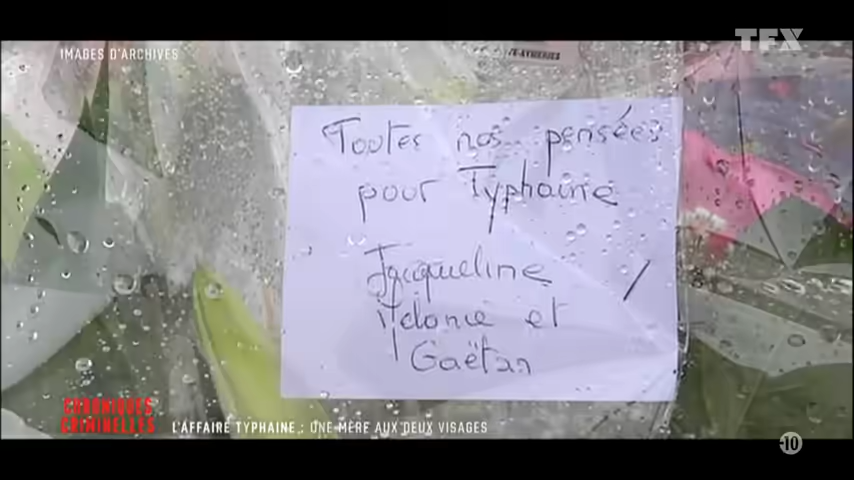 IMAGES D'ARCHIVES
TFX
Toutes nos pensées
pour Typhaine
Jacqueline
et
Gaëtan
CHRONIQUES
CRIMINELLES
L'AFFAIRE TYPHAINE : UNE MÈRE AUX DEUX VISAGES
-10